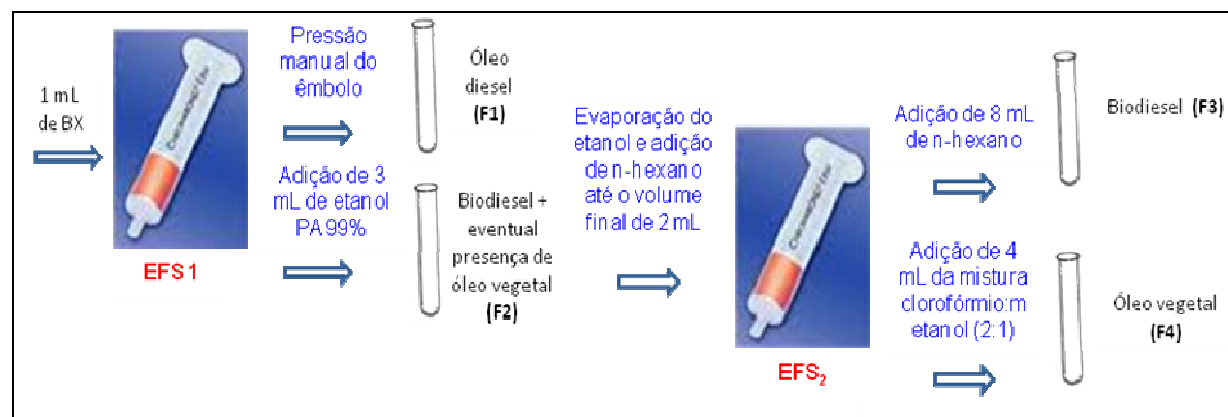 1 mL
de BX
EFS 1
Pressão
manual do
êmbolo
Adição de 3
mL de etanol
PA 99%
Óleo
diesel
(F1)
Biodiesel +
eventual
presença de
óleo vegetal
(F2)
Evaporação do
etanol e adição
de n-hexano
até o volume
final de 2 mL
EFS₂
Adição de 8 mL
de n-hexano
Adição de 4
mL da mistura
clorofórmio:m
etanol (2:1)
Biodiesel (F3)
Óleo vegetal
(F4)